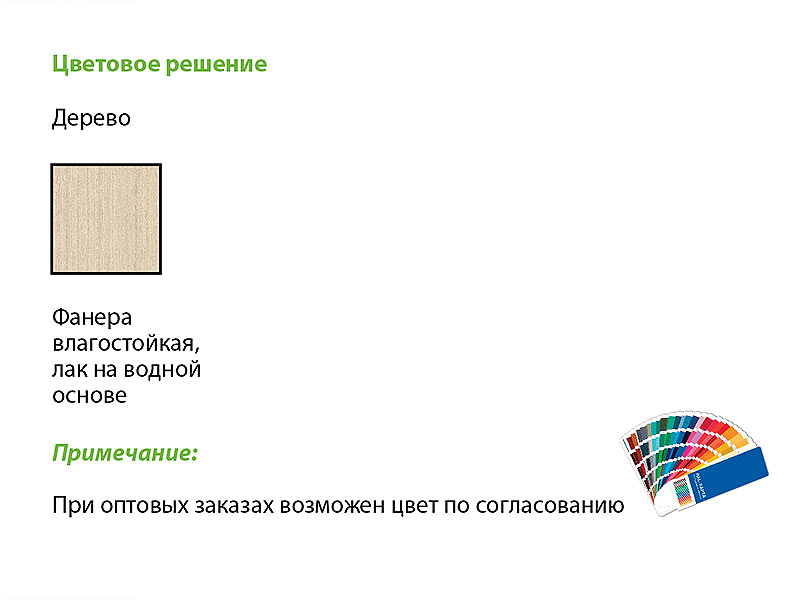 Цветовое решение
Дерево
Фанера
влагостойкая,
лак на водной
основе
Примечание:
При оптовых заказах возможен цвет по согласованию